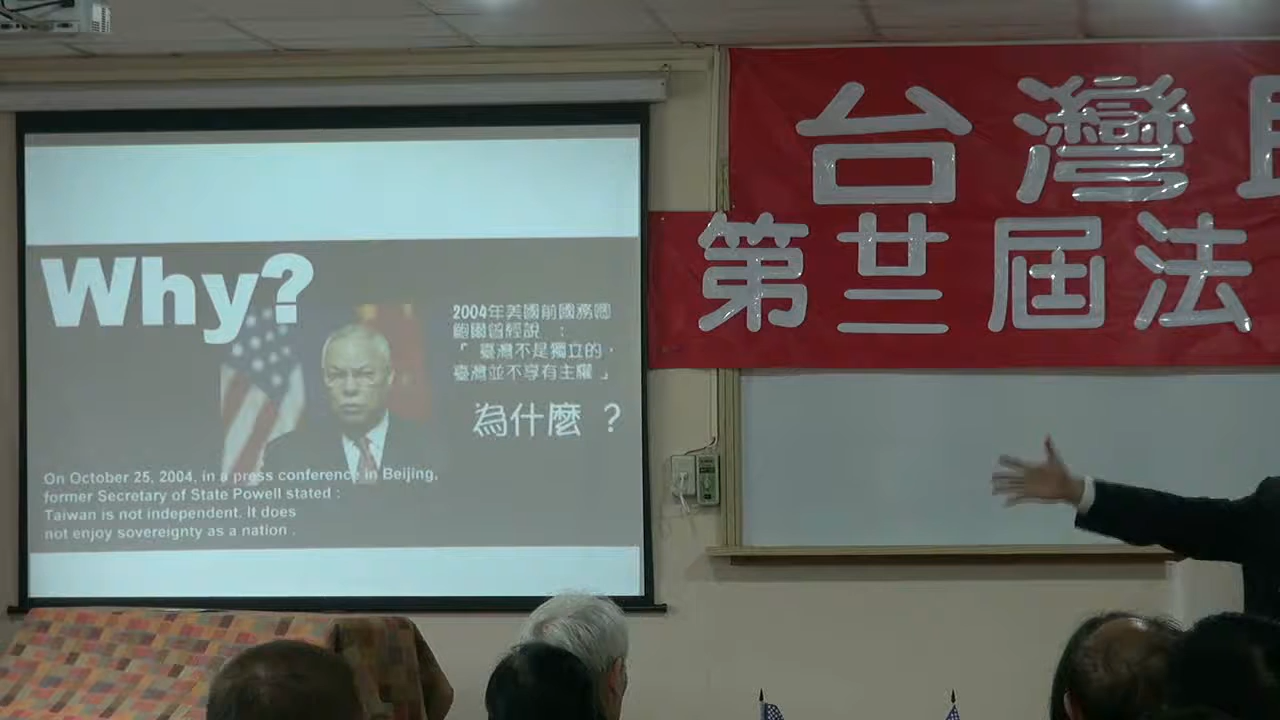 Why?
2004年美國前國務卿
鮑爾曾經說 ：
「 臺灣不是獨立的，
臺灣並不享有主權 」
為什麼 ？
On October 25, 2004, in a press conference in Beijing,
former Secretary of State Powell stated :
Taiwan is not independent. It does
not enjoy sovereignty as a nation .
台灣
第廿二屆法